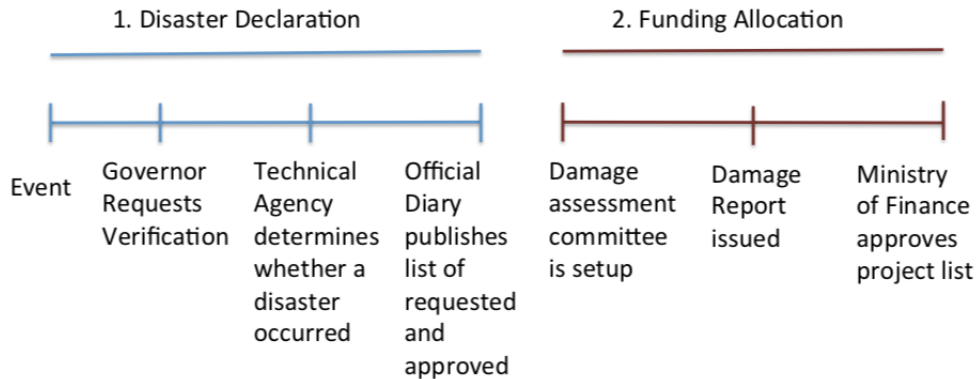 1. Disaster Declaration
2. Funding Allocation
Event
Governor
Requests
Verification
Technical
Agency
determines
whether a
disaster
occurred
Official
Diary
publishes
list of
requested
and
approved
Damage
assessment
committee
is setup
Damage
Report
issued
Ministry
of Finance
approves
project list